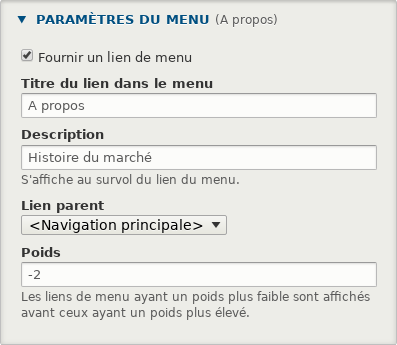 PARAMÈTRES DU MENU (A propos)
Fournir un lien de menu
Titre du lien dans le menu
A propos
Description
Histoire du marché
S'affiche au survol du lien du menu.
Lien parent
<Navigation principale>
Poids
-2
Les liens de menu ayant un poids plus faible sont affichés
avant ceux ayant un poids plus élevé.